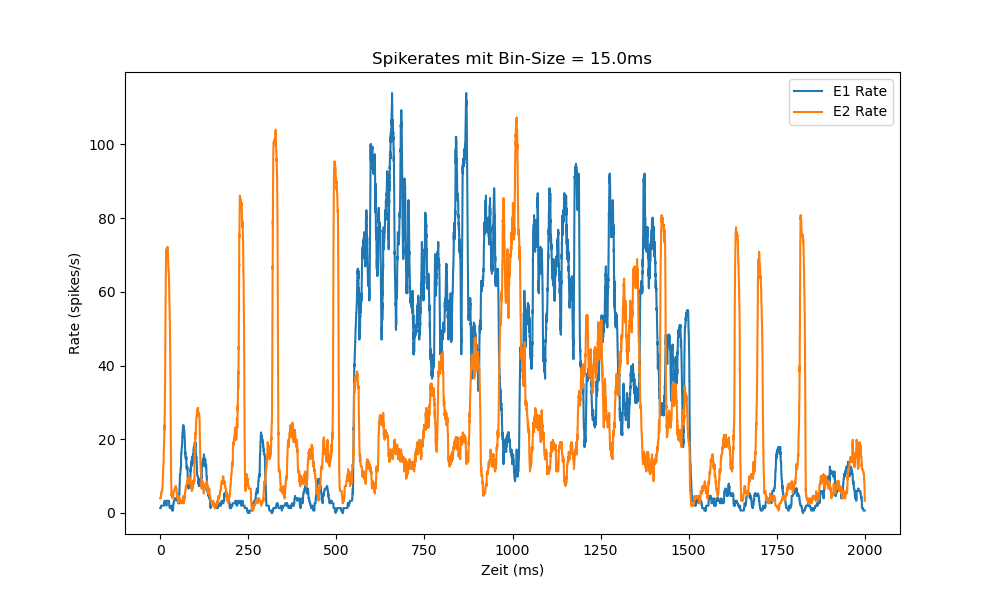 Spikerates mit Bin-Size = 15.0ms
E1 Rate
E2 Rate
Rate (spikes/s)
100
80
60
40
20
0
0 250 500 750 1000 1250 1500 1750 2000
Zeit (ms)